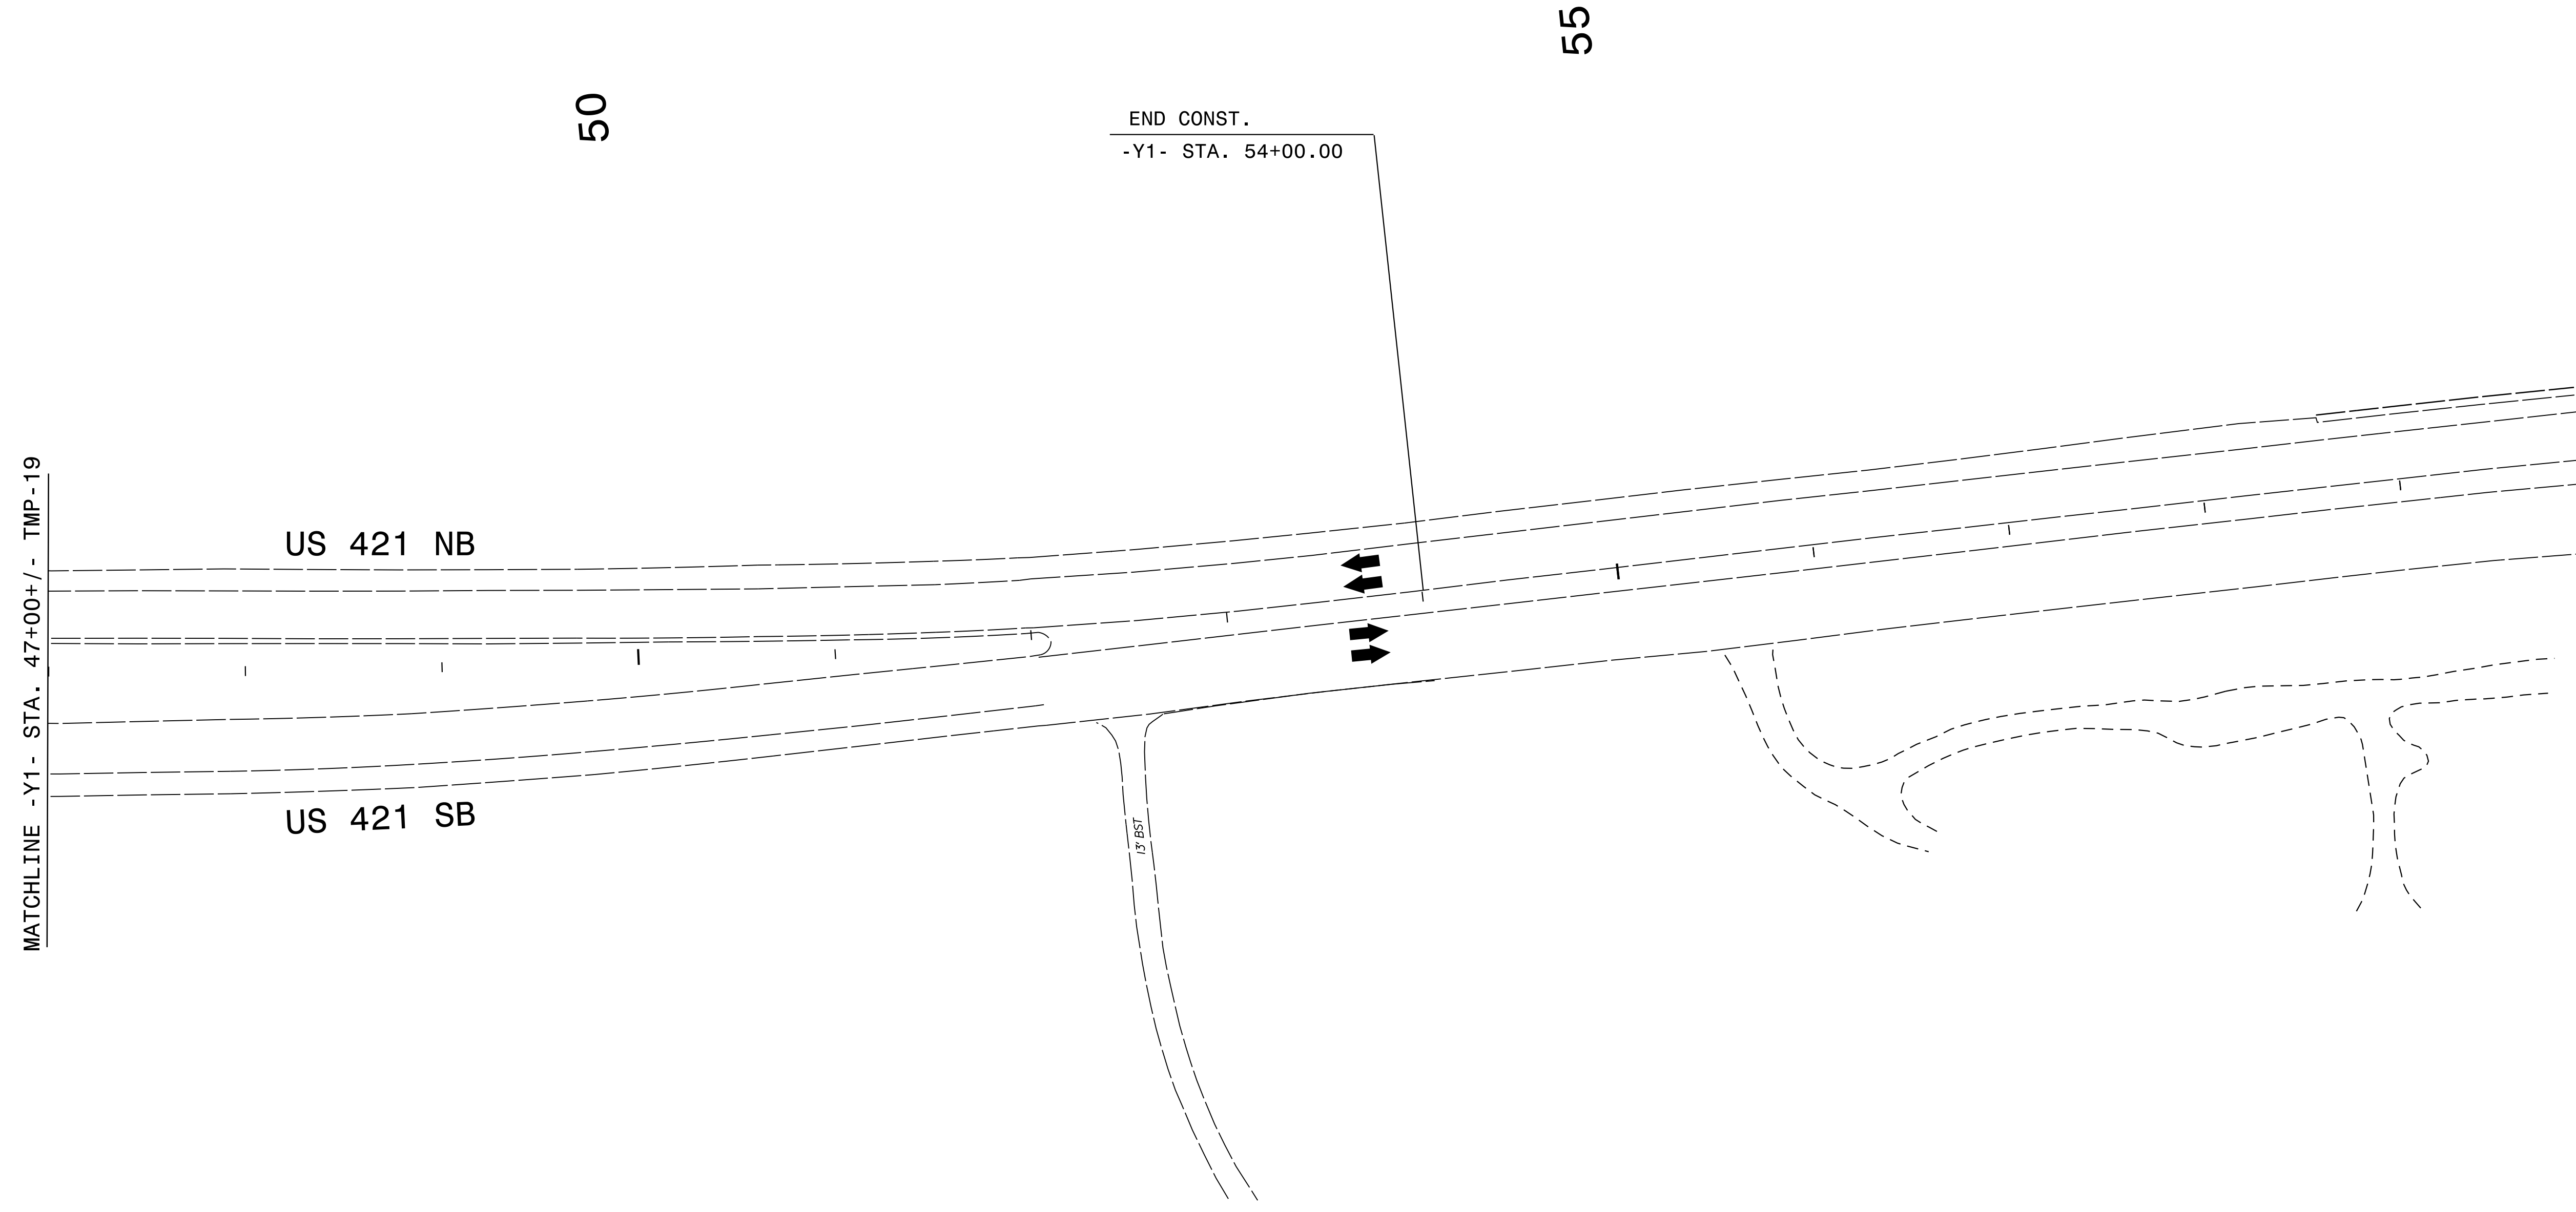 55
50
END CONST.
-Y1- STA. 54+00.00
MATCHLINE -Y1- STA. 47+00+/- TMP-19
US 421 NB
US 421 SB
13' BST